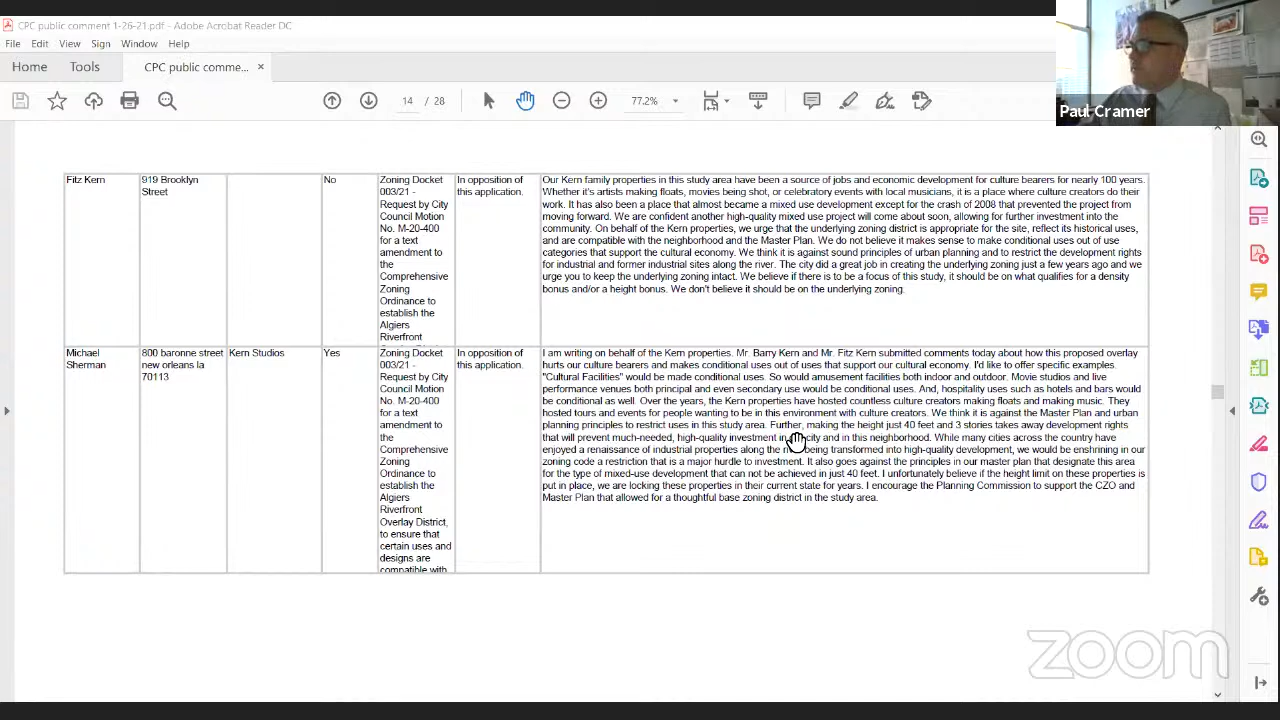 CPC public comment 1-26-21.pdf - Adobe Acrobat Reader DC
File Edit View Sign Window Help
Home Tools CPC public comme... ×
14 / 28 77.2%
Paul Cramer
Fitz Kern
919 Brooklyn
Street
No
Zoning Docket
003/21 -
Request by City
Council Motion
No. M-20-400
for a text
amendment to
the
Comprehensive
Zoning
Ordinance to
establish the
Algiers
Riverfront
In opposition of
this application.
Our Kern family properties in this study area have been a source of jobs and economic development for culture bearers for nearly 100 years.
Whether it's artists making floats, movies being shot, or celebratory events with local musicians, it is a place where culture creators do their
work. It has also been a place that almost became a mixed use development except for the crash of 2008 that prevented the project from
moving forward. We are confident another high-quality mixed use project will come about soon, allowing for further investment into the
community. On behalf of the Kern properties, we urge that the underlying zoning district is appropriate for the site, reflect its historical uses,
and are compatible with the neighborhood and the Master Plan. We do not believe it makes sense to make conditional uses out of use
categories that support the cultural economy. We think it is against sound principles of urban planning and to restrict the development rights
for industrial and former industrial sites along the river. The city did a great job in creating the underlying zoning just a few years ago and we
urge you to keep the underlying zoning intact. We believe if there is to be a focus of this study, it should be on what qualifies for a density
bonus and/or a height bonus. We don't believe it should be on the underlying zoning.
Michael
Sherman
800 baronne street
new orleans la
70113
Kern Studios
Yes
Zoning Docket
003/21 -
Request by City
Council Motion
No. M-20-400
for a text
amendment to
the
Comprehensive
Zoning
Ordinance to
establish the
Algiers
Riverfront
Overlay District,
to ensure that
certain uses and
designs are
compatible with
In opposition of
this application.
I am writing on behalf of the Kern properties. Mr. Barry Kern and Mr. Fitz Kern submitted comments today about how this proposed overlay
hurts our culture bearers and makes conditional uses out of uses that support our cultural economy. I'd like to offer specific examples.
"Cultural Facilities" would be made conditional uses. So would amusement facilities both indoor and outdoor. Movie studios and live
performance venues both principal and even secondary use would be conditional uses. And, hospitality uses such as hotels and bars would
be conditional as well. Over the years, the Kern properties have hosted countless culture creators making floats and making music. They
hosted tours and events for people wanting to be in this environment with culture creators. We think it is against the Master Plan and urban
planning principles to restrict uses in this study area. Further, making the height just 40 feet and 3 stories takes away development rights
that will prevent much-needed, high-quality investment in city and in this neighborhood. While many cities across the country have
enjoyed a renaissance of industrial properties along the being transformed into high-quality development, we would be enshrining in our
zoning code a restriction that is a major hurdle to investment. It also goes against the principles in our master plan that designate this area
for the type of mixed-use development that can not be achieved in just 40 feet. I unfortunately believe if the height limit on these properties is
put in place, we are locking these properties in their current state for years. I encourage the Planning Commission to support the CZO and
Master Plan that allowed for a thoughtful base zoning district in the study area.
zoom